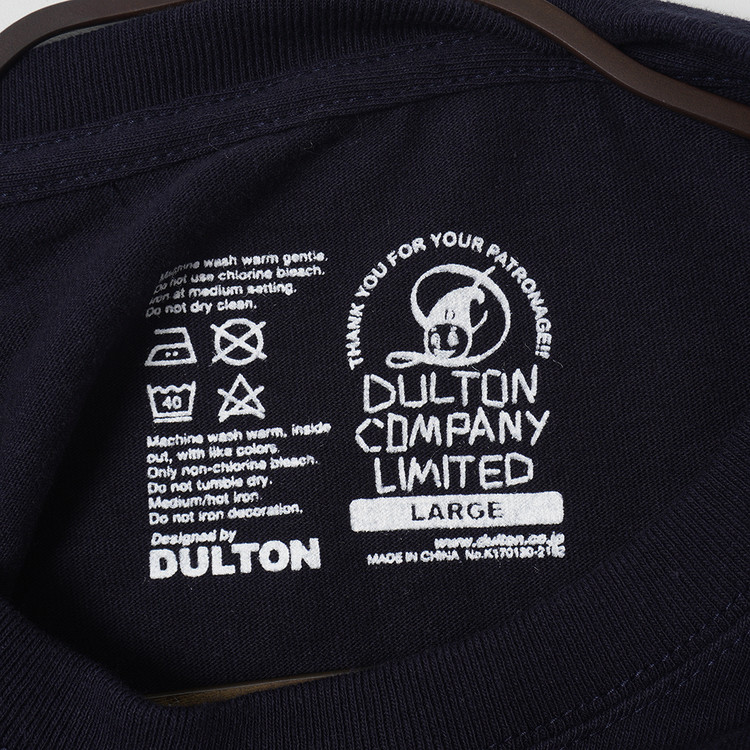 Machine wash warm gentle.
Do not use chlorine bleach.
Iron at medium setting.
Do not dry clean.
40
Machine wash warm, inside
out, with like colors.
Only non-chlorine bleach.
Do not tumble dry.
Medium/hot iron.
Do not iron decoration.
Designed by
DULTON
THANK YOU FOR YOUR PATRONAGE!!
DULTON
COMPANY
LIMITED
LARGE
www.dulton.co.jp
MADE IN CHINA No.K170130-2102